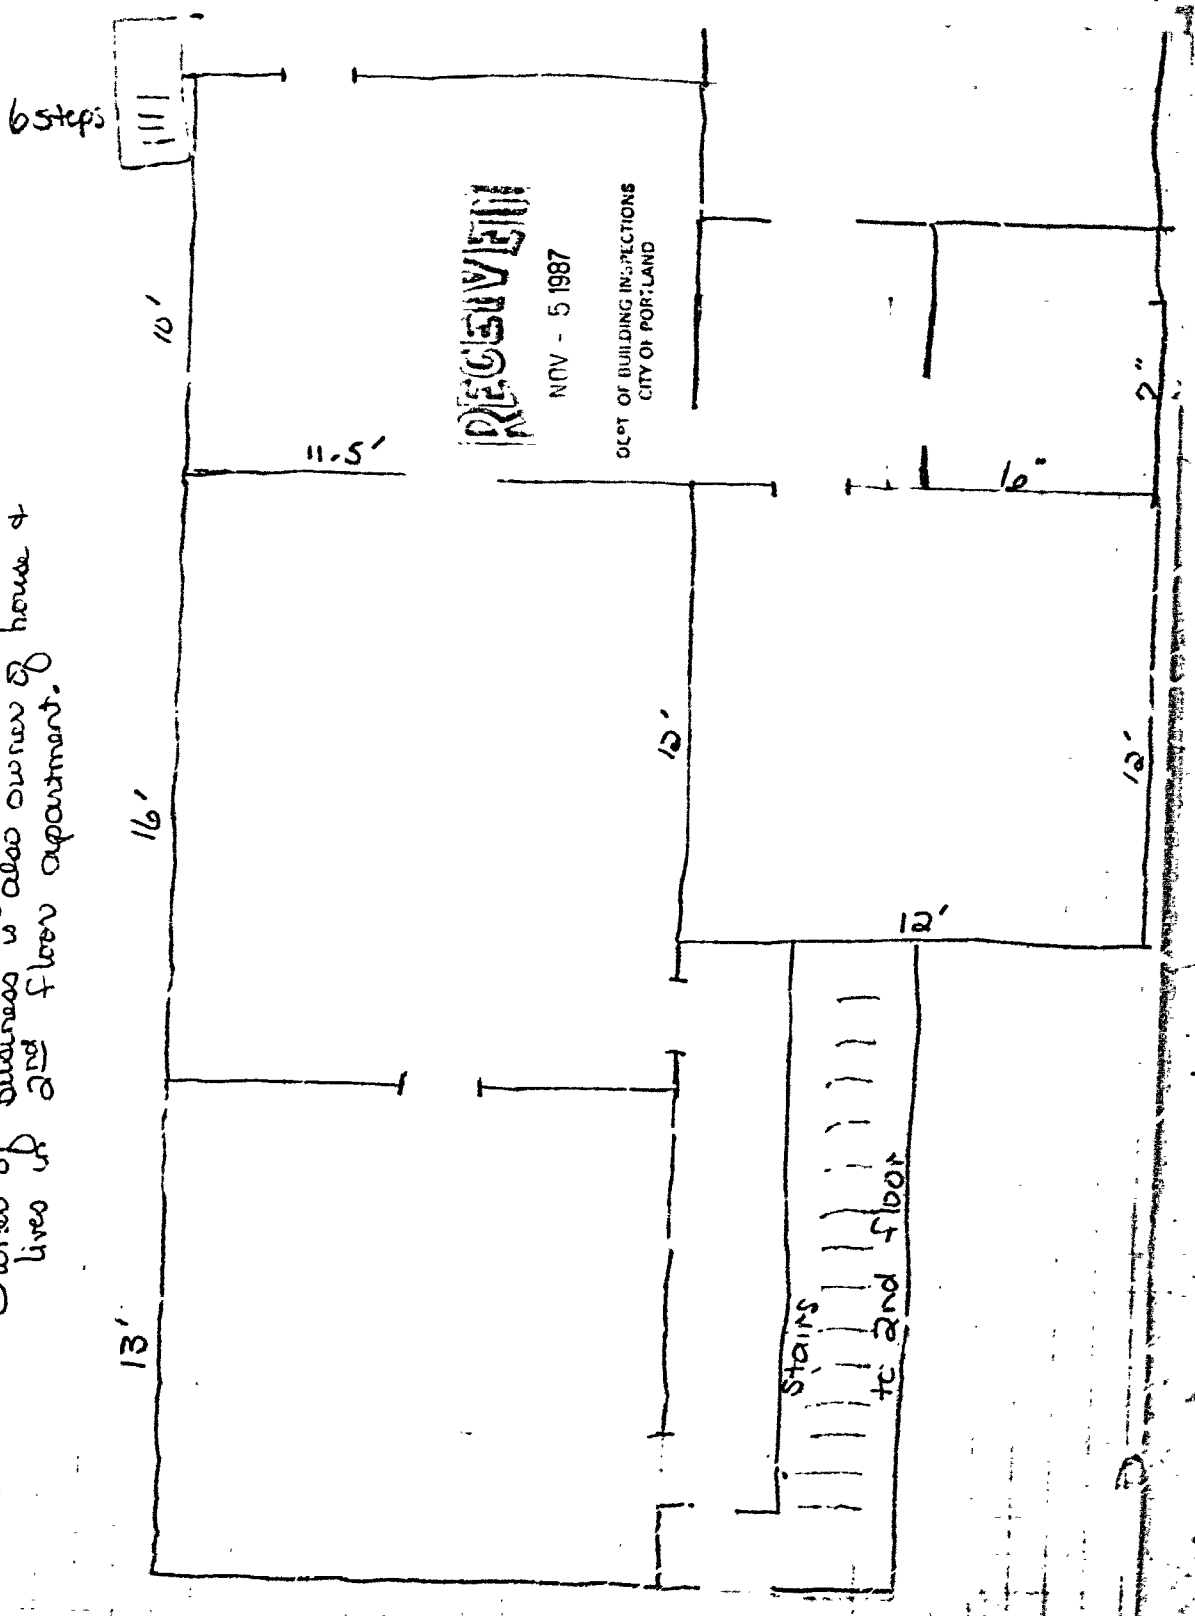 6 steps
Owner of business is also owner of house &
lives in 2nd floor apartment.
10'
16'
13'
11.5'
RECEIVED
NOV - 5 1987
DEPT OF BUILDING INSPECTIONS
CITY OF PORTLAND
12'
7"
12'
12'
stairs
to 2nd floor